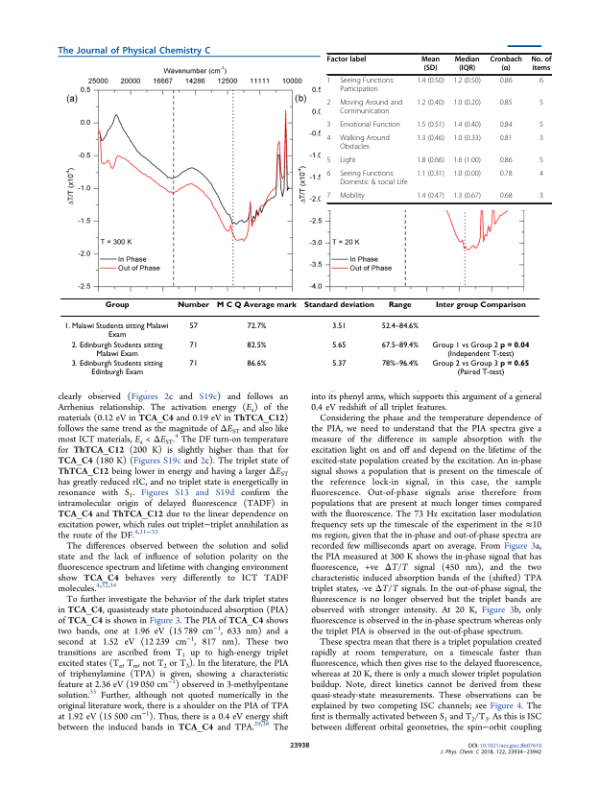 The Journal of Physical Chemistry C
Wavenumber (cm⁻¹)
25000 20000 16667 14286 12500 11111 10000
(a)
0.5
0.0
-0.5
-1.0
-1.5
-2.0
-2.5
ΔT/T (x10⁻⁴)
T = 300 K
In Phase
Out of Phase
(b)
ΔT/T (x10⁻⁴)
-2.5
-3.0
-3.5
-4.0
T = 20 K
In Phase
Out of Phase
Factor label Mean (SD) Median (IQR) Cronbach (α) No. of items
1 Seeing Functions: Participation 1.4 (0.50) 1.2 (0.50) 0.86 6
2 Moving Around and Communication 1.2 (0.40) 1.0 (0.20) 0.85 5
3 Emotional Function 1.5 (0.51) 1.4 (0.40) 0.84 5
4 Walking Around Obstacles 1.3 (0.46) 1.0 (0.33) 0.81 3
5 Light 1.8 (0.66) 1.6 (1.00) 0.86 5
6 Seeing Functions: Domestic & social Life 1.1 (0.31) 1.0 (0.00) 0.78 4
7 Mobility 1.4 (0.47) 1.3 (0.67) 0.68 3
Group Number M C Q Average mark Standard deviation Range Inter group Comparison
1. Malawi Students sitting Malawi Exam 57 72.7% 3.51 52.4–84.6%
2. Edinburgh Students sitting Malawi Exam 71 82.5% 5.65 67.5–89.4% Group 1 vs Group 2 p = 0.04 (Independent T-test)
3. Edinburgh Students sitting Edinburgh Exam 71 86.6% 5.37 78%–96.4% Group 2 vs Group 3 p = 0.65 (Paired T-test)
clearly observed (Figures 2c and S19c) and follows an
Arrhenius relationship. The activation energy (Eₐ) of the
materials (0.12 eV in TCA_C4 and 0.19 eV in ThTCA_C12)
follows the same trend as the magnitude of ΔE_ST and also like
most ICT materials, Eₐ < ΔE_ST.⁴ The DF turn-on temperature
for ThTCA_C12 (200 K) is slightly higher than that for
TCA_C4 (180 K) (Figures S19c and 2c). The triplet state of
ThTCA_C12 being lower in energy and having a larger ΔE_ST
has greatly reduced rIC, and no triplet state is energetically in
resonance with S₁. Figures S13 and S19d confirm the
intramolecular origin of delayed fluorescence (TADF) in
TCA_C4 and ThTCA_C12 due to the linear dependence on
excitation power, which rules out triplet−triplet annihilation as
the route of the DF.⁴,³¹⁻³³
The differences observed between the solution and solid
state and the lack of influence of solution polarity on the
fluorescence spectrum and lifetime with changing environment
show TCA_C4 behaves very differently to ICT TADF
molecules.⁴,³²,³⁴
To further investigate the behavior of the dark triplet states
in TCA_C4, quasisteady state photoinduced absorption (PIA)
of TCA_C4 is shown in Figure 3. The PIA of TCA_C4 shows
two bands, one at 1.96 eV (15 789 cm⁻¹, 633 nm) and a
second at 1.52 eV (12 239 cm⁻¹, 817 nm). These two
transitions are ascribed from T₁ up to high-energy triplet
excited states (Tₙ, Tₘ, not T₂ or T₃). In the literature, the PIA
of triphenylamine (TPA) is given, showing a characteristic
feature at 2.36 eV (19 050 cm⁻¹) observed in 3-methylpentane
solution.³⁵ Further, although not quoted numerically in the
original literature work, there is a shoulder on the PIA of TPA
at 1.92 eV (15 500 cm⁻¹). Thus, there is a 0.4 eV energy shift
between the induced bands in TCA_C4 and TPA.²⁹,³⁶ The
into its phenyl arms, which supports this argument of a general
0.4 eV redshift of all triplet features.
Considering the phase and the temperature dependence of
the PIA, we need to understand that the PIA spectra give a
measure of the difference in sample absorption with the
excitation light on and off and depend on the lifetime of the
excited-state population created by the excitation. An in-phase
signal shows a population that is present on the timescale of
the reference lock-in signal, in this case, the sample
fluorescence. Out-of-phase signals arise therefore from
populations that are present at much longer times compared
with the fluorescence. The 73 Hz excitation laser modulation
frequency sets up the timescale of the experiment in the ≈10
ms region, given that the in-phase and out-of-phase spectra are
recorded few milliseconds apart on average. From Figure 3a,
the PIA measured at 300 K shows the in-phase signal that has
fluorescence, +ve ΔT/T signal (450 nm), and the two
characteristic induced absorption bands of the (shifted) TPA
triplet states, -ve ΔT/T signals. In the out-of-phase signal, the
fluorescence is no longer observed but the triplet bands are
observed with stronger intensity. At 20 K, Figure 3b, only
fluorescence is observed in the in-phase spectrum whereas only
the triplet PIA is observed in the out-of-phase spectrum.
These spectra mean that there is a triplet population created
rapidly at room temperature, on a timescale faster than
fluorescence, which then gives rise to the delayed fluorescence,
whereas at 20 K, there is only a much slower triplet population
buildup. Note, direct kinetics cannot be derived from these
quasi-steady-state measurements. These observations can be
explained by two competing ISC channels; see Figure 4. The
first is thermally activated between S₁ and T₂/T₃. As this is ISC
between different orbital geometries, the spin−orbit coupling
23938
DOI: 10.1021/acs.jpcc.8b07610
J. Phys. Chem. C 2018, 122, 23934−23942